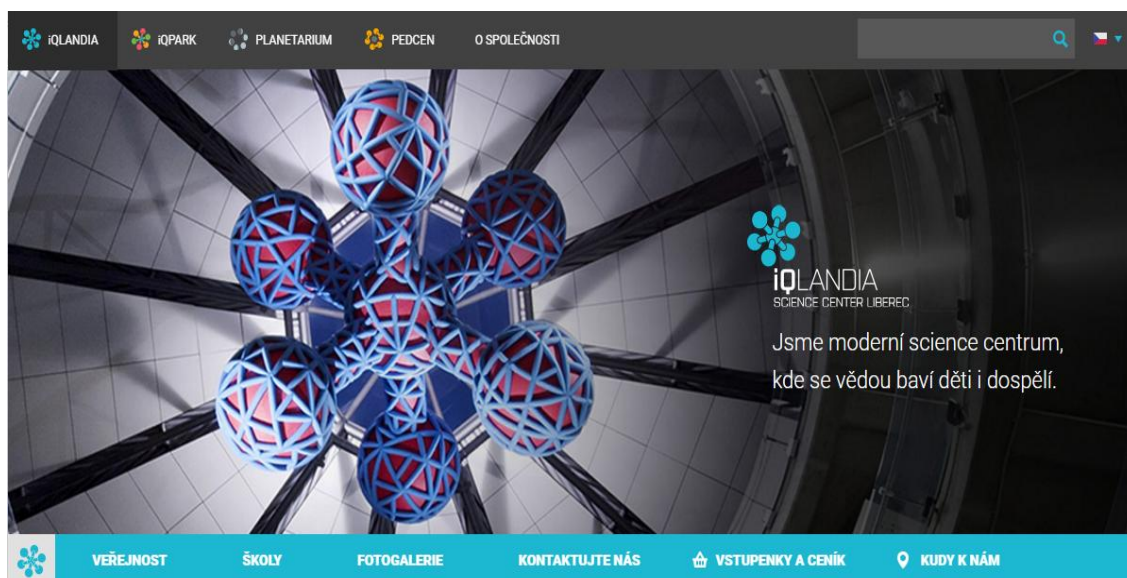 iQLANDIA
iQPARK
PLANETARIUM
PEDCEN
O SPOLEČNOSTI
iQLANDIA
SCIENCE CENTER LIBEREC
Jsme moderní science centrum,
kde se vědou baví děti i dospělí.
VEŘEJNOST
ŠKOLY
FOTOGALERIE
KONTAKTUJTE NÁS
VSTUPENKY A CENÍK
KUDY K NÁM